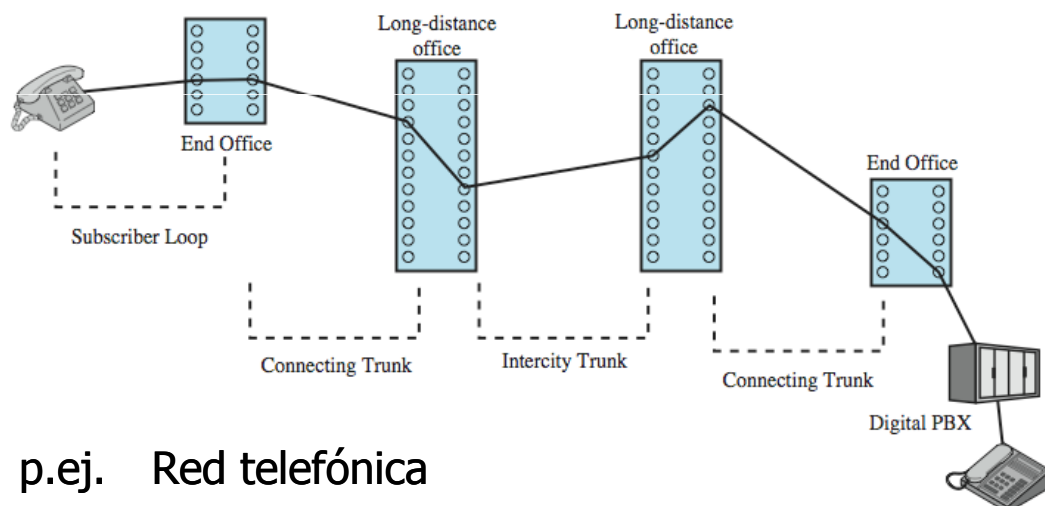 Long-distance
office
Long-distance
office
End Office
End Office
Subscriber Loop
Connecting Trunk
Intercity Trunk
Connecting Trunk
Digital PBX
p.ej. Red telefónica